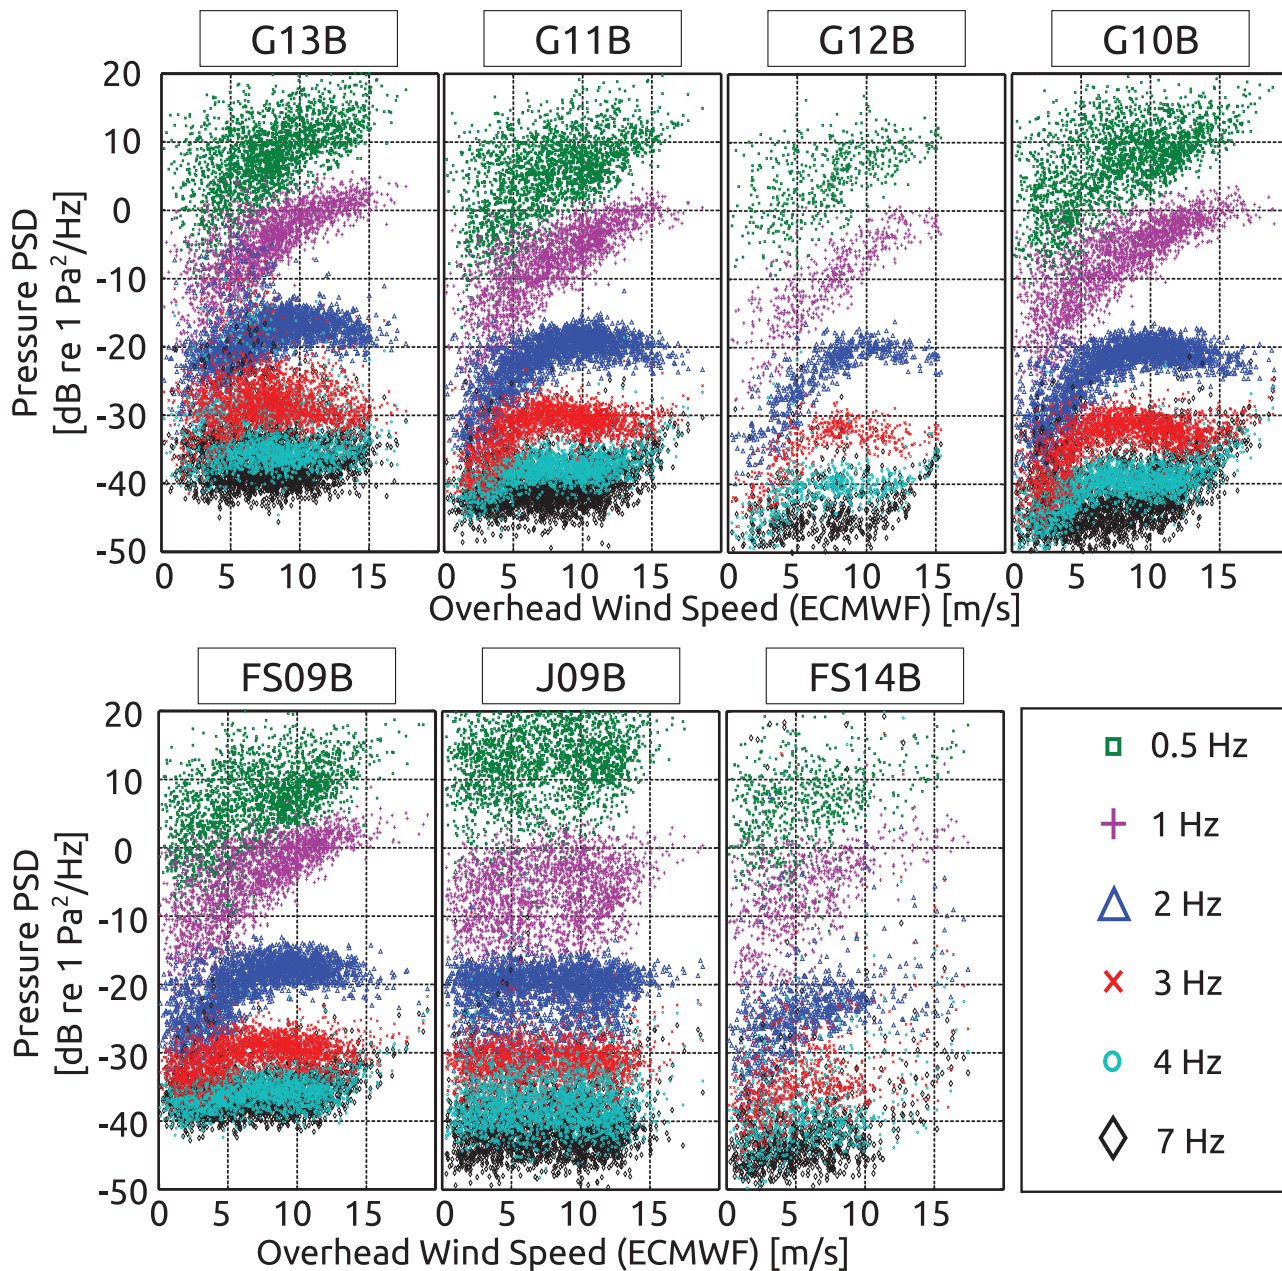 G13B G11B G12B G10B
Pressure PSD
[dB re 1 Pa²/Hz]
20
10
0
-10
-20
-30
-40
-50
0 5 10 15 0 5 10 15 0 5 10 15 0 5 10 15
Overhead Wind Speed (ECMWF) [m/s]
FS09B J09B FS14B
Pressure PSD
[dB re 1 Pa²/Hz]
20
10
0
-10
-20
-30
-40
-50
0 5 10 15 0 5 10 15 0 5 10 15
Overhead Wind Speed (ECMWF) [m/s]
0.5 Hz
1 Hz
2 Hz
3 Hz
4 Hz
7 Hz